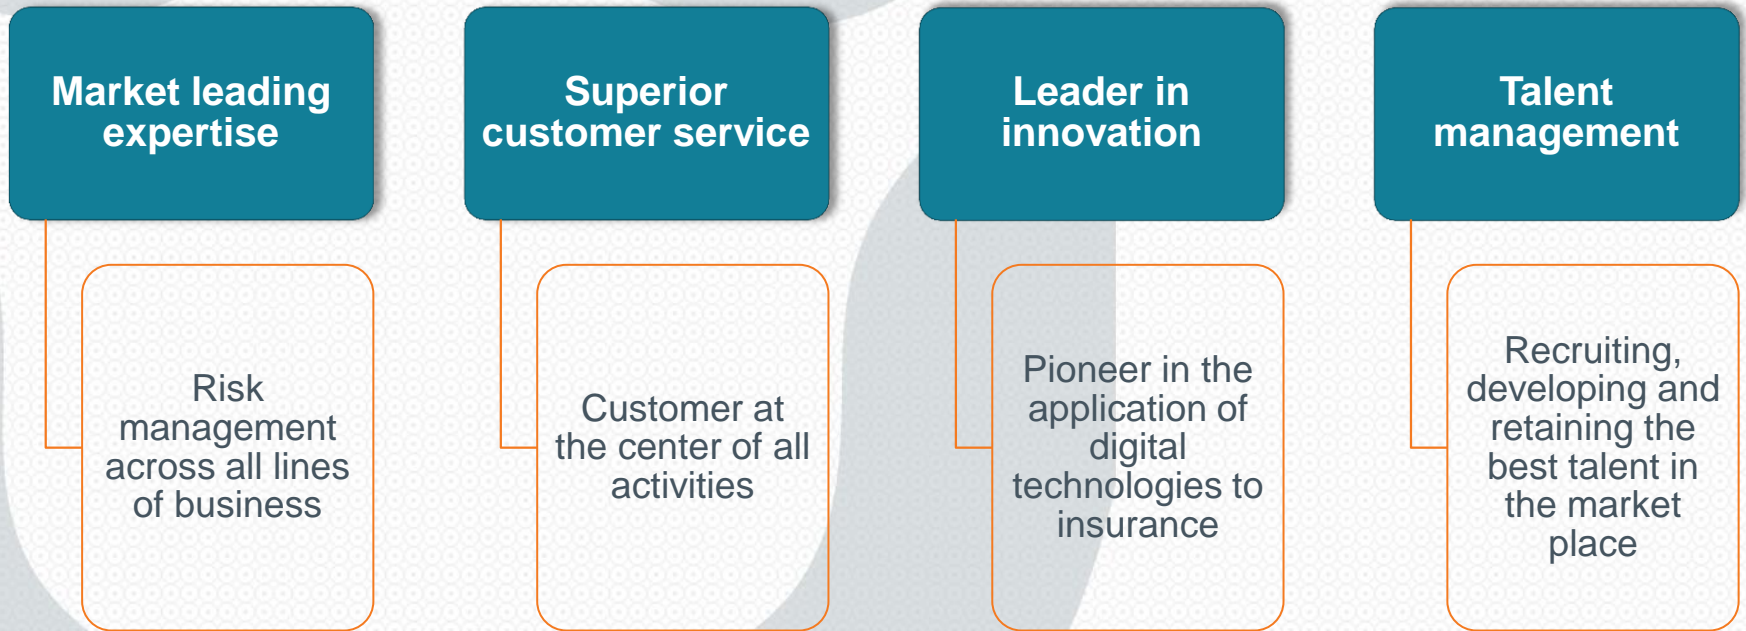 Market leading
expertise
Risk
management
across all lines
of business
Superior
customer service
Customer at
the center of all
activities
Leader in
innovation
Pioneer in the
application of
digital
technologies to
insurance
Talent
management
Recruiting,
developing and
retaining the
best talent in
the market
place